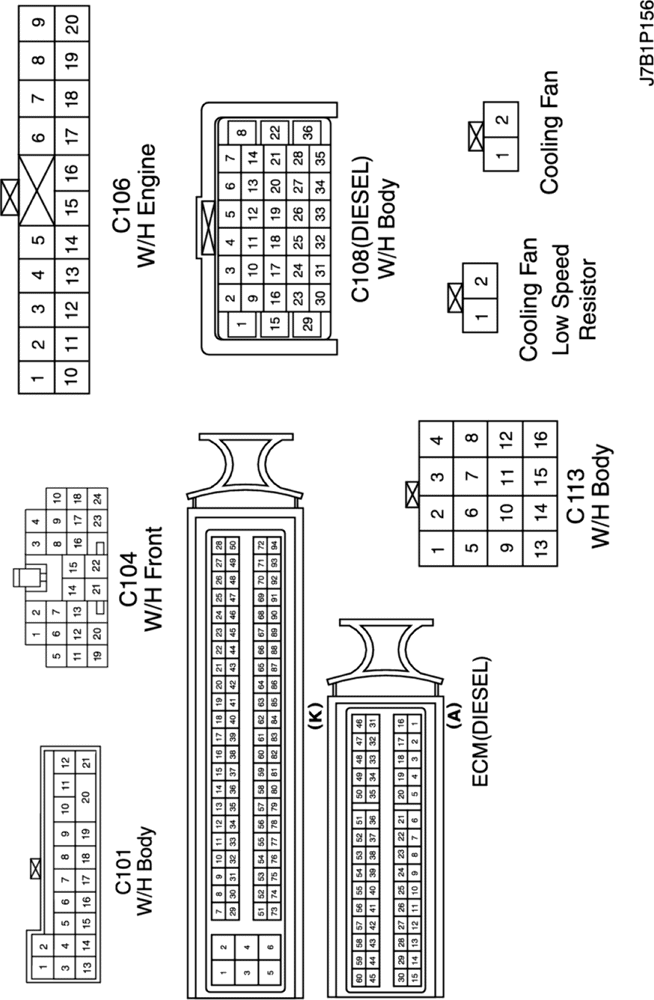 1 2
3 4 5 6 7 8 9 10 11 12
13 14 15 16 17 18 19 20 21
C101
W/H Body
1 2 3 4
5 6 7 8 9 10
11 12 13 14 15 16 17 18
19 20 21 22 23 24
C104
W/H Front
1 2 3 4 5 6 7 8 9
10 11 12 13 14 15 16 17 18 19 20
C106
W/H Engine
1 2
3 4
5 6
7 8 9 10 11 12 13 14 15 16 17 18 19 20 21 22 23 24 25 26 27 28
29 30 31 32 33 34 35 36 37 38 39 40 41 42 43 44 45 46 47 48 49 50
51 52 53 54 55 56 57 58 59 60 61 62 63 64 65 66 67 68 69 70 71 72
73 74 75 76 77 78 79 80 81 82 83 84 85 86 87 88 89 90 91 92 93 94
(K)
60 59 58 57 56 55 54 53 52 51 50 49 48 47 46
45 44 43 42 41 40 39 38 37 36 35 34 33 32 31
30 29 28 27 26 25 24 23 22 21 20 19 18 17 16
15 14 13 12 11 10 9 8 7 6 5 4 3 2 1
(A)
ECM(DIESEL)
1 2 3 4 5 6 7 8
9 10 11 12 13 14
15 16 17 18 19 20 21 22
23 24 25 26 27 28
29 30 31 32 33 34 35 36
C108(DIESEL)
W/H Body
1 2 3 4
5 6 7 8
9 10 11 12
13 14 15 16
C113
W/H Body
1 2
Cooling Fan
Low Speed
Resistor
1 2
Cooling Fan
J7B1P156